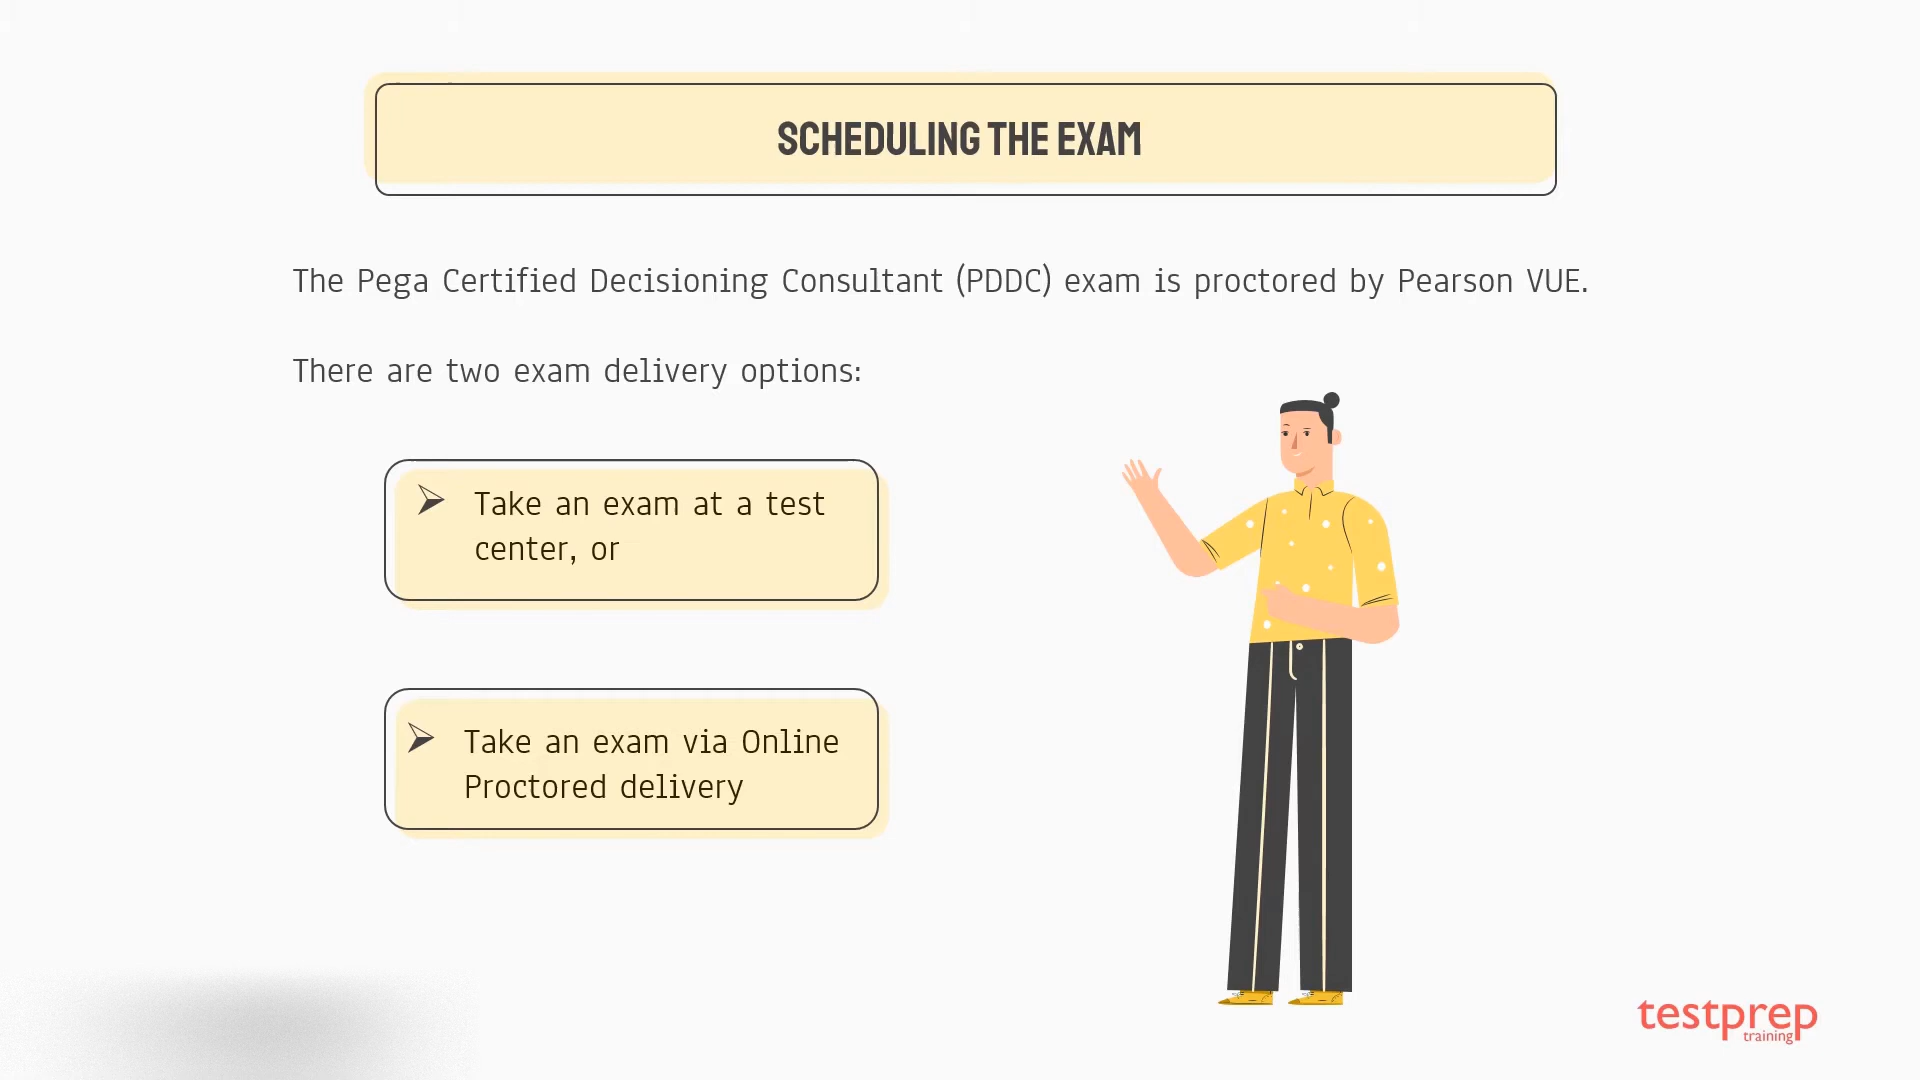 SCHEDULING THE EXAM
The Pega Certified Decisioning Consultant (PDDC) exam is proctored by Pearson VUE.
There are two exam delivery options:
Take an exam at a test
center, or
Take an exam via Online
Proctored delivery
testprep
training